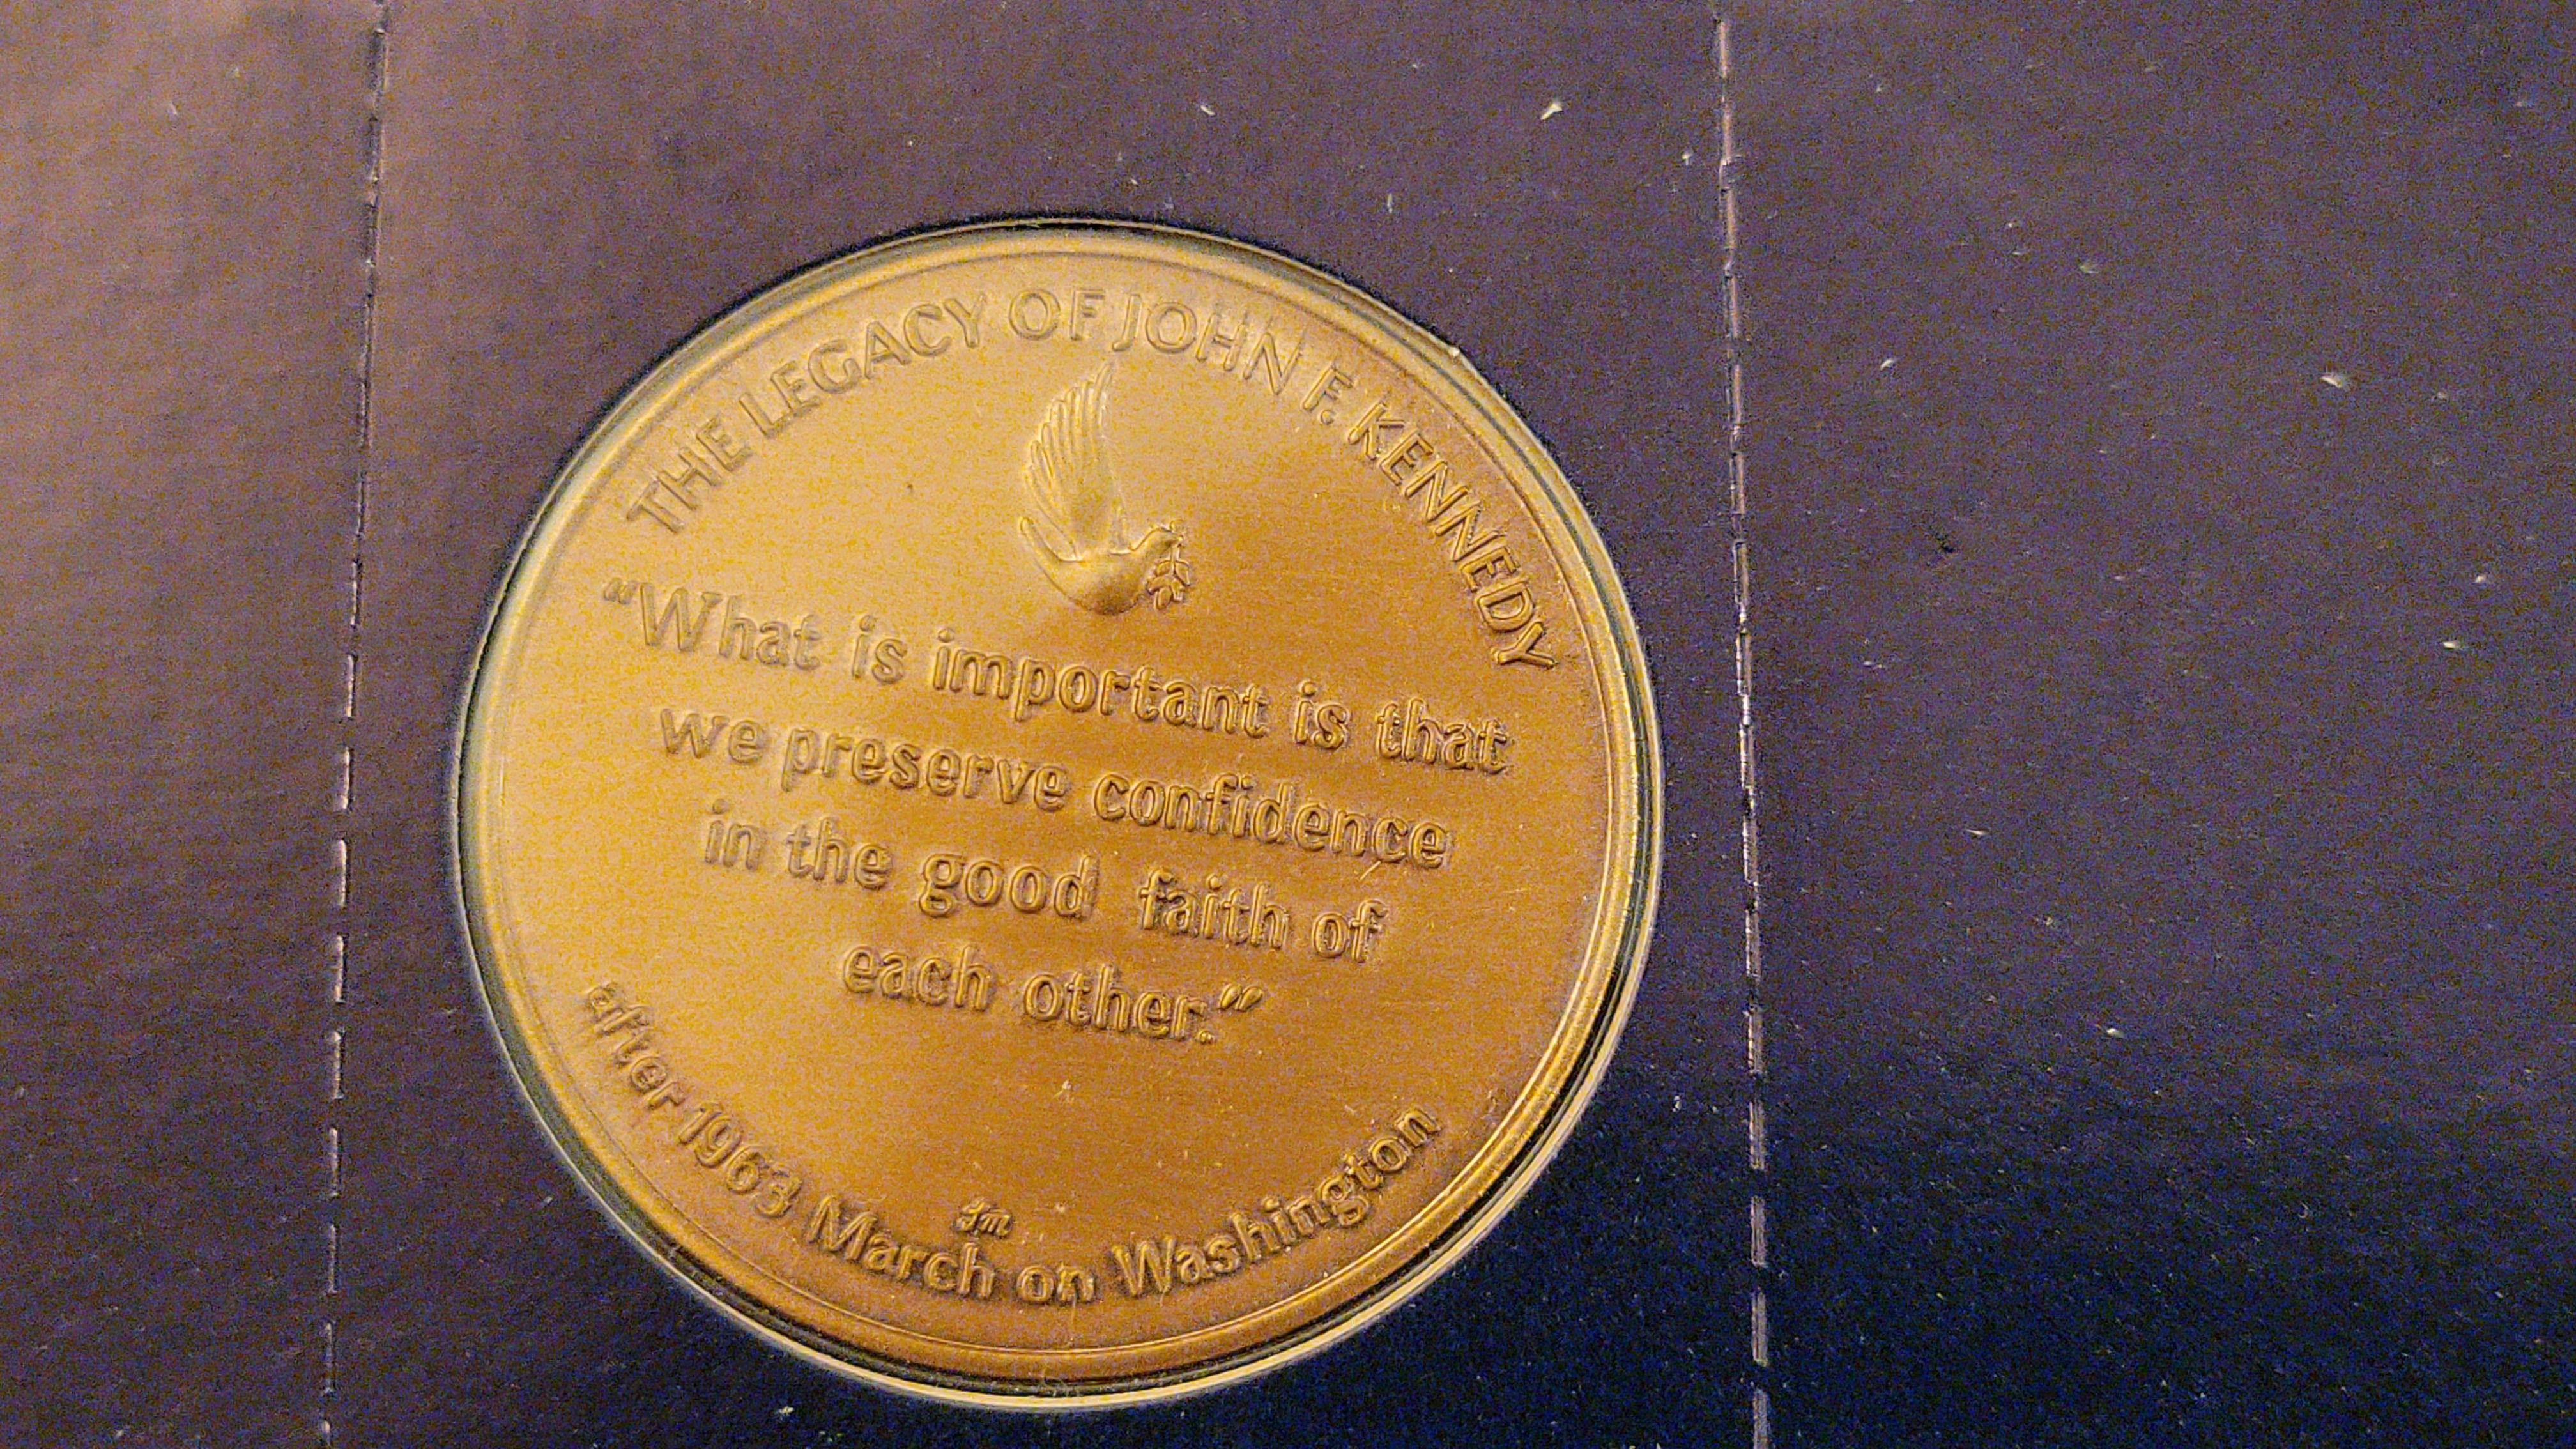 THE LEGACY OF JOHN F. KENNEDY
“What is important is that
we preserve confidence
in the good faith of
each other.”
after 1963 March on Washington